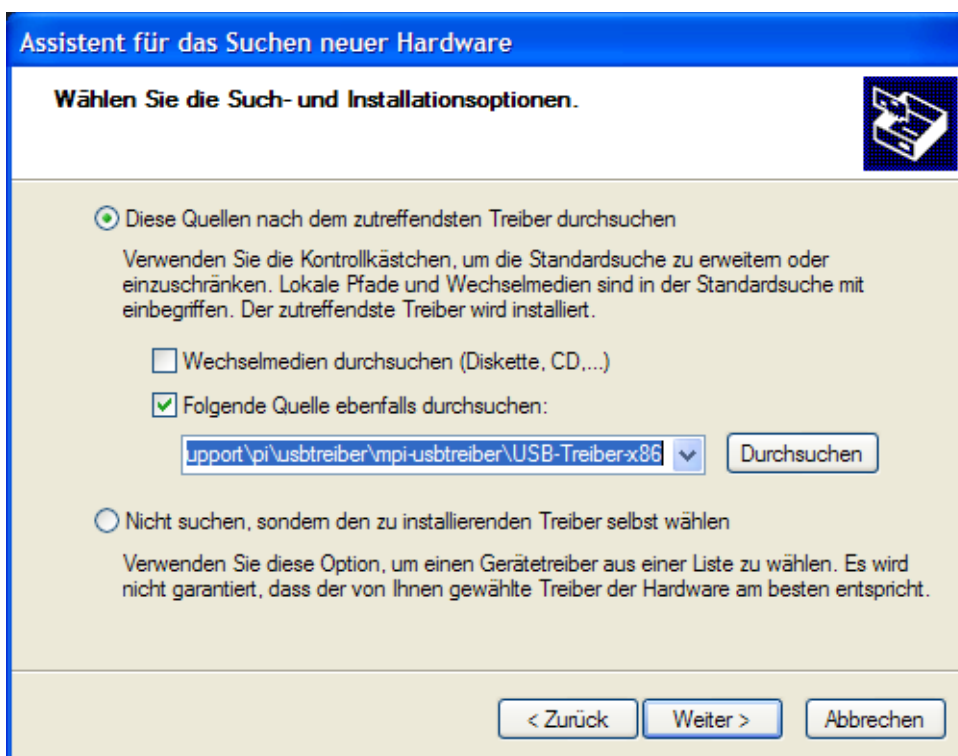 Assistent für das Suchen neuer Hardware
Wählen Sie die Such- und Installationsoptionen.
Diese Quellen nach dem zutreffendsten Treiber durchsuchen
Verwenden Sie die Kontrollkästchen, um die Standardsuche zu erweitern oder
einzuschränken. Lokale Pfade und Wechselmedien sind in der Standardsuche mit
einbegriffen. Der zutreffendste Treiber wird installiert.
Wechselmedien durchsuchen (Diskette, CD,...)
Folgende Quelle ebenfalls durchsuchen:
upport\pi\usbtreiber\mpi-usbtreiber\USB-Treiber-x86
Durchsuchen
Nicht suchen, sondern den zu installierenden Treiber selbst wählen
Verwenden Sie diese Option, um einen Gerätetreiber aus einer Liste zu wählen. Es wird
nicht garantiert, dass der von Ihnen gewählte Treiber der Hardware am besten entspricht.
< Zurück Weiter > Abbrechen